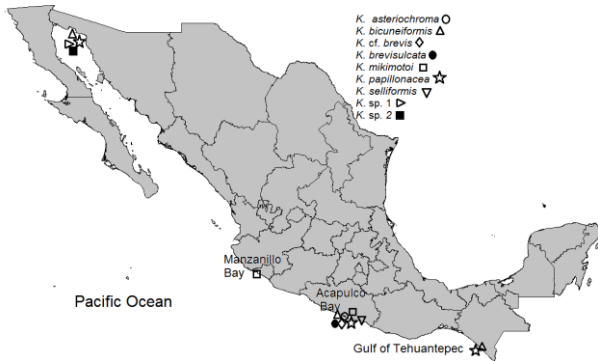 K. asteriochroma
K. bicuneiformis
K. cf. brevis
K. brevisulcata
K. mikimotoi
K. papillonacea
K. selliformis
K. sp. 1
K. sp. 2
Manzanillo
Bay
Acapulco
Bay
Pacific Ocean
Gulf of Tehuantepec